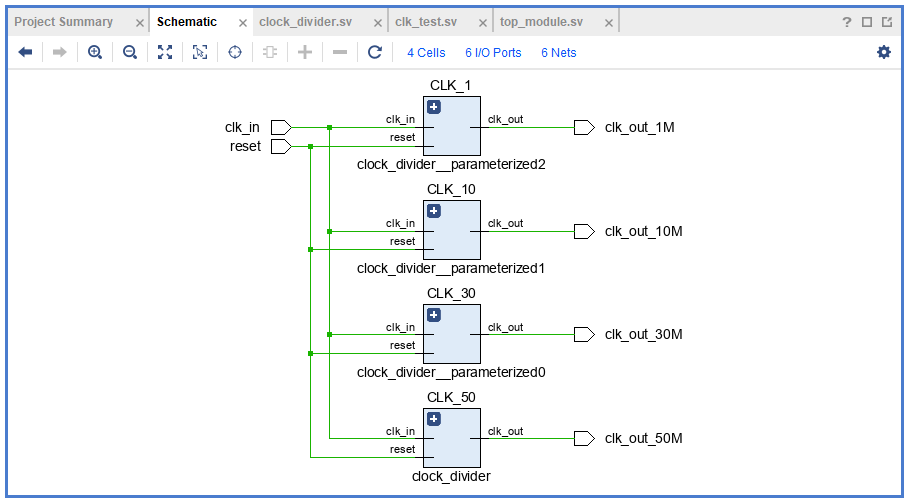 Project Summary × Schematic × clock_divider.sv × clk_test.sv × top_module.sv × ?
4 Cells 6 I/O Ports 6 Nets
CLK_1
clk_in clk_in clk_out clk_out_1M
reset reset
clock_divider__parameterized2
CLK_10
clk_in clk_out clk_out_10M
reset
clock_divider__parameterized1
CLK_30
clk_in clk_out clk_out_30M
reset
clock_divider__parameterized0
CLK_50
clk_in clk_out clk_out_50M
reset
clock_divider